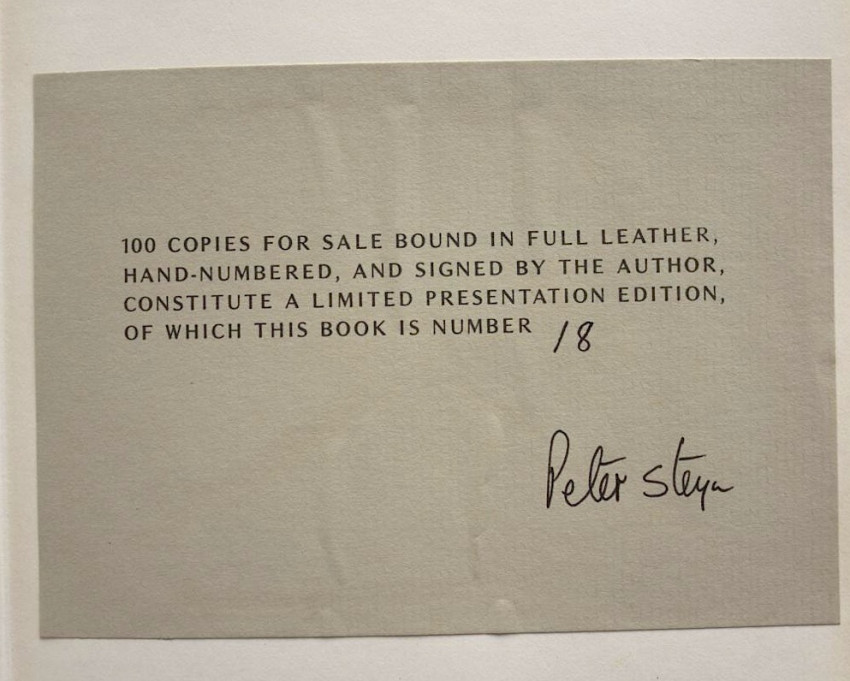 100 COPIES FOR SALE BOUND IN FULL LEATHER,
HAND-NUMBERED, AND SIGNED BY THE AUTHOR,
CONSTITUTE A LIMITED PRESENTATION EDITION,
OF WHICH THIS BOOK IS NUMBER 18
Peter Steyn